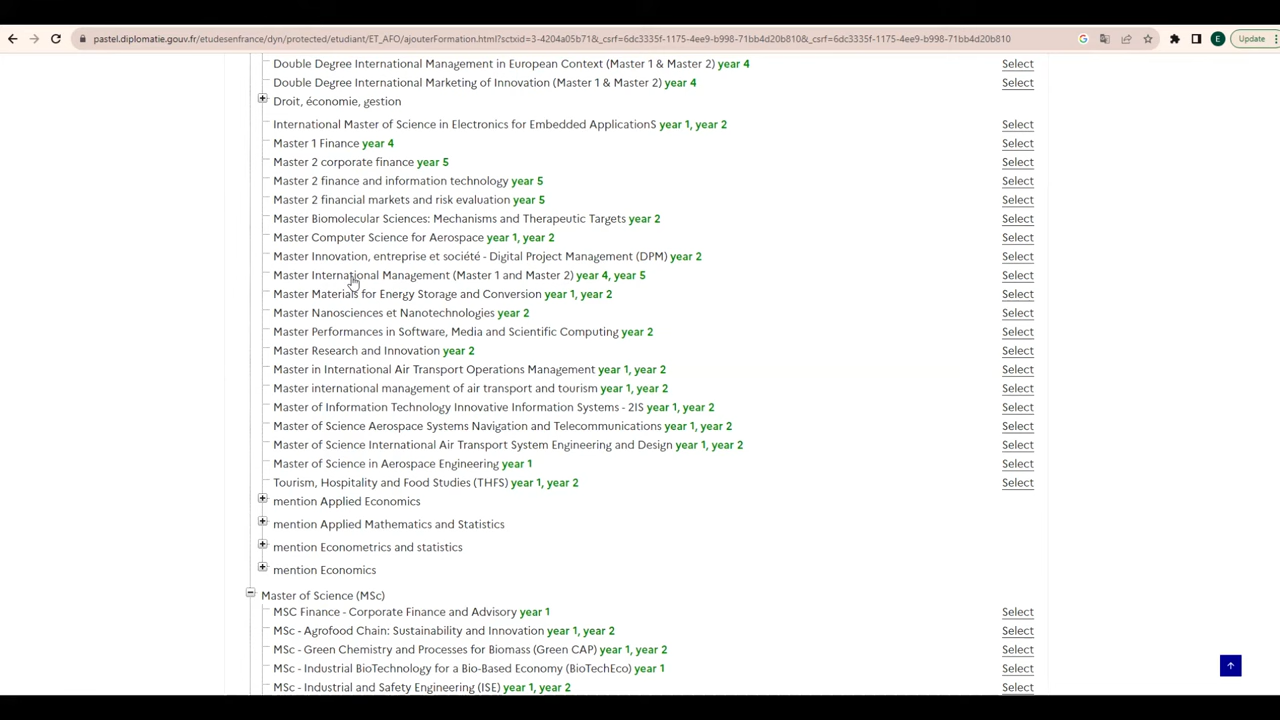 pastel.diplomatie.gouv.fr/etudesenfrance/dyn/protected/etudiant/ET_AFO/ajouterFormation.html?sctxid=3-4204a05b71&_csrf=6dc3335f-1175-4ee9-b998-71bb4d20b810&_csrf=6dc3335f-1175-4ee9-b998-71bb4d20b810 G E Update
Double Degree International Management in European Context (Master 1 & Master 2) year 4 Select
Double Degree International Marketing of Innovation (Master 1 & Master 2) year 4 Select
Droit, économie, gestion
International Master of Science in Electronics for Embedded ApplicationS year 1, year 2 Select
Master 1 Finance year 4 Select
Master 2 corporate finance year 5 Select
Master 2 finance and information technology year 5 Select
Master 2 financial markets and risk evaluation year 5 Select
Master Biomolecular Sciences: Mechanisms and Therapeutic Targets year 2 Select
Master Computer Science for Aerospace year 1, year 2 Select
Master Innovation, entreprise et société - Digital Project Management (DPM) year 2 Select
Master International Management (Master 1 and Master 2) year 4, year 5 Select
Master Materials for Energy Storage and Conversion year 1, year 2 Select
Master Nanosciences et Nanotechnologies year 2 Select
Master Performances in Software, Media and Scientific Computing year 2 Select
Master Research and Innovation year 2 Select
Master in International Air Transport Operations Management year 1, year 2 Select
Master international management of air transport and tourism year 1, year 2 Select
Master of Information Technology Innovative Information Systems - 2IS year 1, year 2 Select
Master of Science Aerospace Systems Navigation and Telecommunications year 1, year 2 Select
Master of Science International Air Transport System Engineering and Design year 1, year 2 Select
Master of Science in Aerospace Engineering year 1 Select
Tourism, Hospitality and Food Studies (THFS) year 1, year 2 Select
mention Applied Economics
mention Applied Mathematics and Statistics
mention Econometrics and statistics
mention Economics
Master of Science (MSc)
MSC Finance - Corporate Finance and Advisory year 1 Select
MSc - Agrofood Chain: Sustainability and Innovation year 1, year 2 Select
MSc - Green Chemistry and Processes for Biomass (Green CAP) year 1, year 2 Select
MSc - Industrial BioTechnology for a Bio-Based Economy (BioTechEco) year 1 Select
MSc - Industrial and Safety Engineering (ISE) year 1, year 2 Select